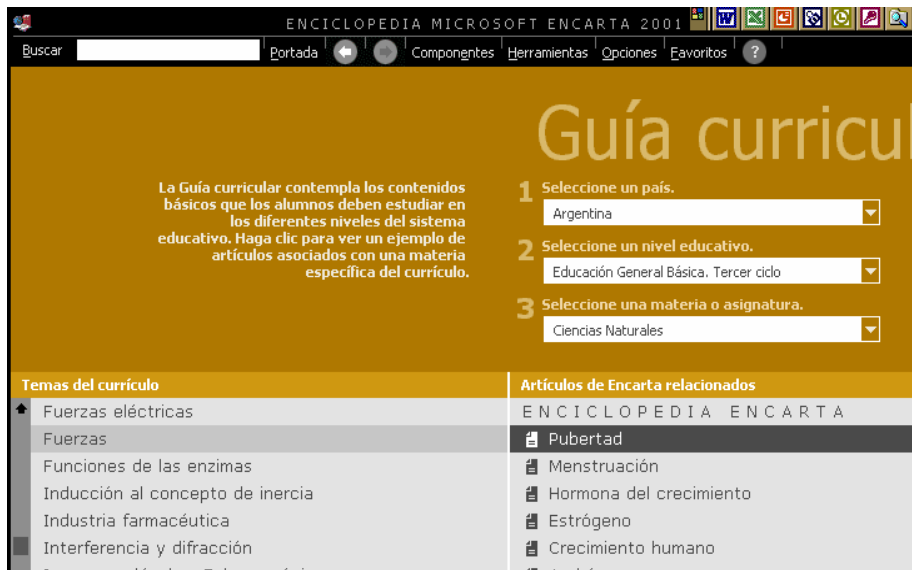 ENCICLOPEDIA MICROSOFT ENCARTA 2001
Buscar Portada Componentes Herramientas Opciones Favoritos ?
Guía curricul
La Guía curricular contempla los contenidos
básicos que los alumnos deben estudiar en
los diferentes niveles del sistema
educativo. Haga clic para ver un ejemplo de
artículos asociados con una materia
específica del currículo.
1 Seleccione un país.
Argentina
2 Seleccione un nivel educativo.
Educación General Básica. Tercer ciclo
3 Seleccione una materia o asignatura.
Ciencias Naturales
Temas del currículo
Fuerzas eléctricas
Fuerzas
Funciones de las enzimas
Inducción al concepto de inercia
Industria farmacéutica
Interferencia y difracción
Artículos de Encarta relacionados
ENCICLOPEDIA ENCARTA
Pubertad
Menstruación
Hormona del crecimiento
Estrógeno
Crecimiento humano